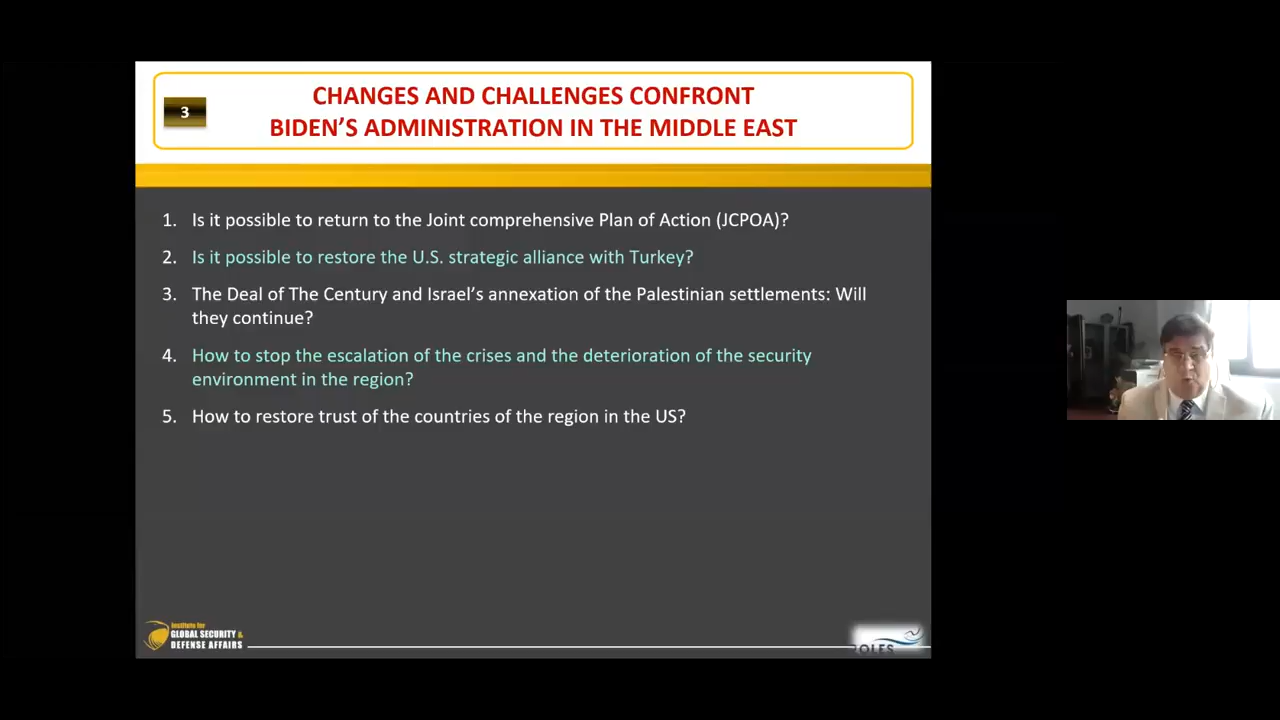 3
CHANGES AND CHALLENGES CONFRONT
BIDEN'S ADMINISTRATION IN THE MIDDLE EAST
1. Is it possible to return to the Joint comprehensive Plan of Action (JCPOA)?
2. Is it possible to restore the U.S. strategic alliance with Turkey?
3. The Deal of The Century and Israel's annexation of the Palestinian settlements: Will
they continue?
4. How to stop the escalation of the crises and the deterioration of the security
environment in the region?
5. How to restore trust of the countries of the region in the US?
Institute for
GLOBAL SECURITY &
DEFENSE AFFAIRS